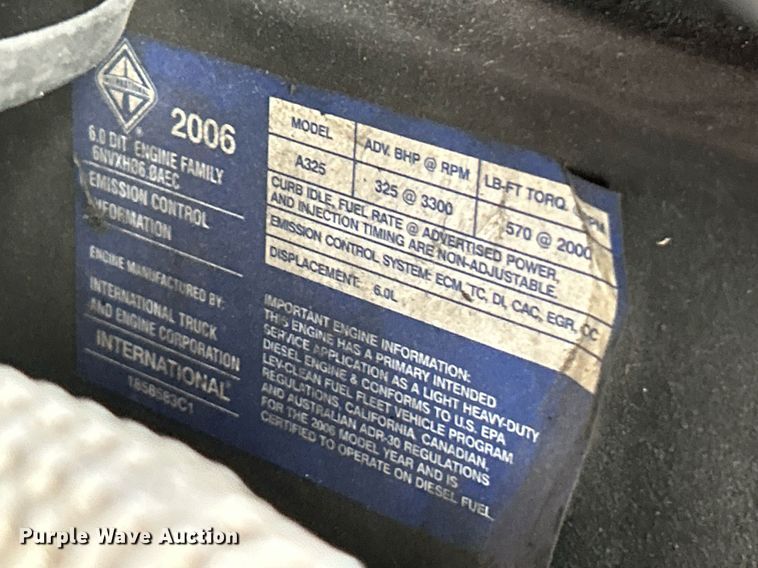 INTERNATIONAL
2006
6.0 DIT ENGINE FAMILY
6NVXH06.0AEC
EMISSION CONTROL
INFORMATION
ENGINE MANUFACTURED BY:
INTERNATIONAL TRUCK
AND ENGINE CORPORATION
INTERNATIONAL®
1858583C1
MODEL ADV. BHP @ RPM LB-FT TORQ.
A325 325 @ 3300 570 @ 2000
CURB IDLE, FUEL RATE @ ADVERTISED POWER,
AND INJECTION TIMING ARE NON-ADJUSTABLE.
EMISSION CONTROL SYSTEM: ECM, TC, DI, CAC, EGR, OC
DISPLACEMENT: 6.0L
IMPORTANT ENGINE INFORMATION:
THIS ENGINE HAS A PRIMARY INTENDED
SERVICE APPLICATION AS A LIGHT HEAVY-DUTY
DIESEL ENGINE & CONFORMS TO U.S. EPA
LEV-CLEAN FUEL FLEET VEHICLE PROGRAM
REGULATIONS, CALIFORNIA, CANADIAN,
AND AUSTRALIAN ADR-30 REGULATIONS
FOR THE 2006 MODEL YEAR AND IS
CERTIFIED TO OPERATE ON DIESEL FUEL
Purple Wave Auction